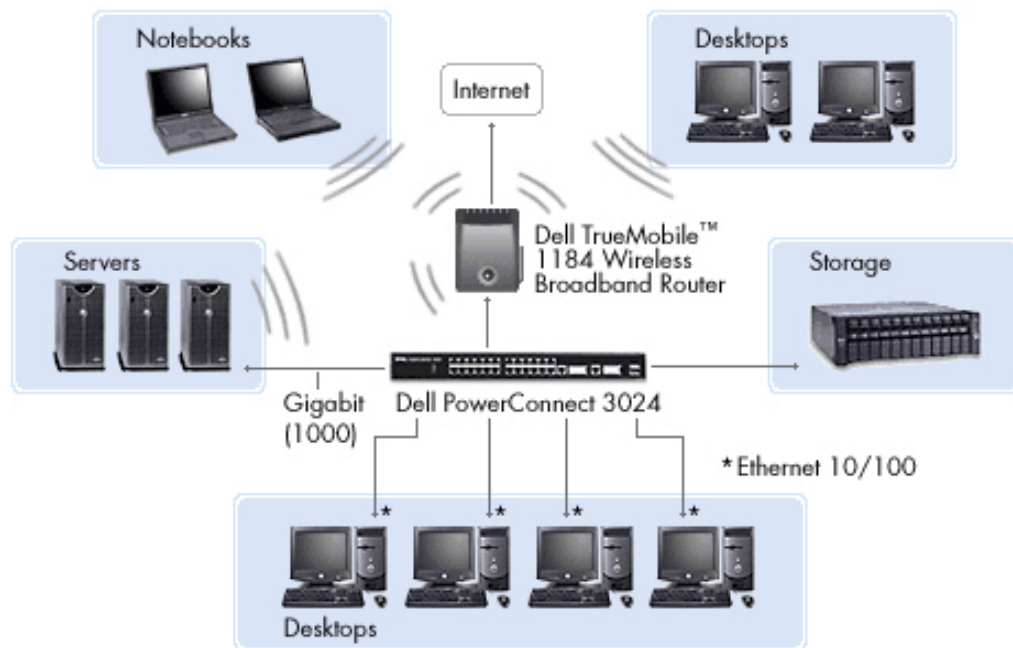 Notebooks
Desktops
Internet
Dell TrueMobile™
1184 Wireless
Broadband Router
Servers
Storage
Gigabit
(1000)
Dell PowerConnect 3024
*Ethernet 10/100
* * * *
Desktops